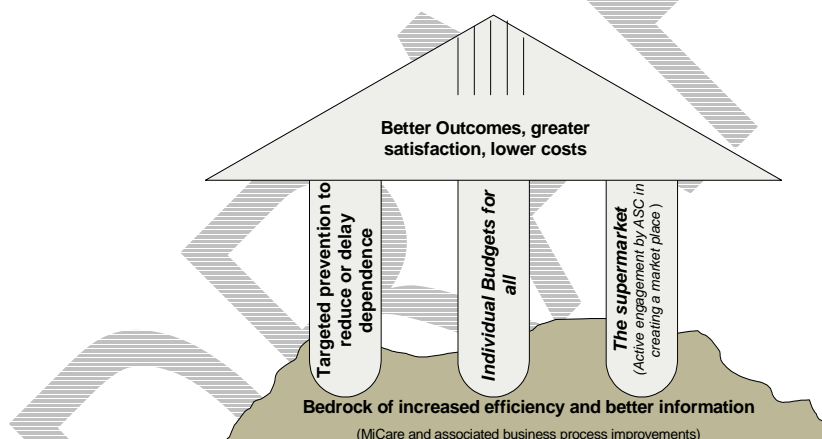 Better Outcomes, greater
satisfaction, lower costs
Targeted prevention to
reduce or delay
dependence
Individual Budgets for
all
The supermarket
(Active engagement by ASC in
creating a market place )
Bedrock of increased efficiency and better information
(MiCare and associated business process improvements)